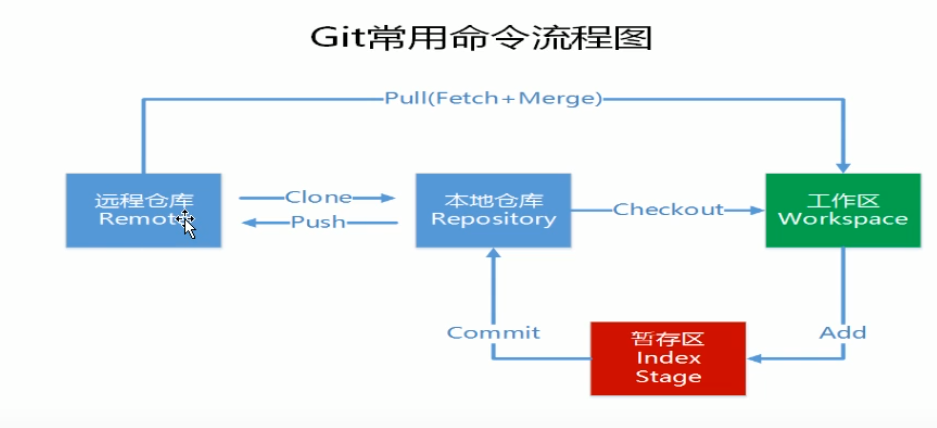 Git常用命令流程图
Pull(Fetch+Merge)
远程仓库
Remote
Clone
Push
本地仓库
Repository
Checkout
工作区
Workspace
Commit
暂存区
Index
Stage
Add